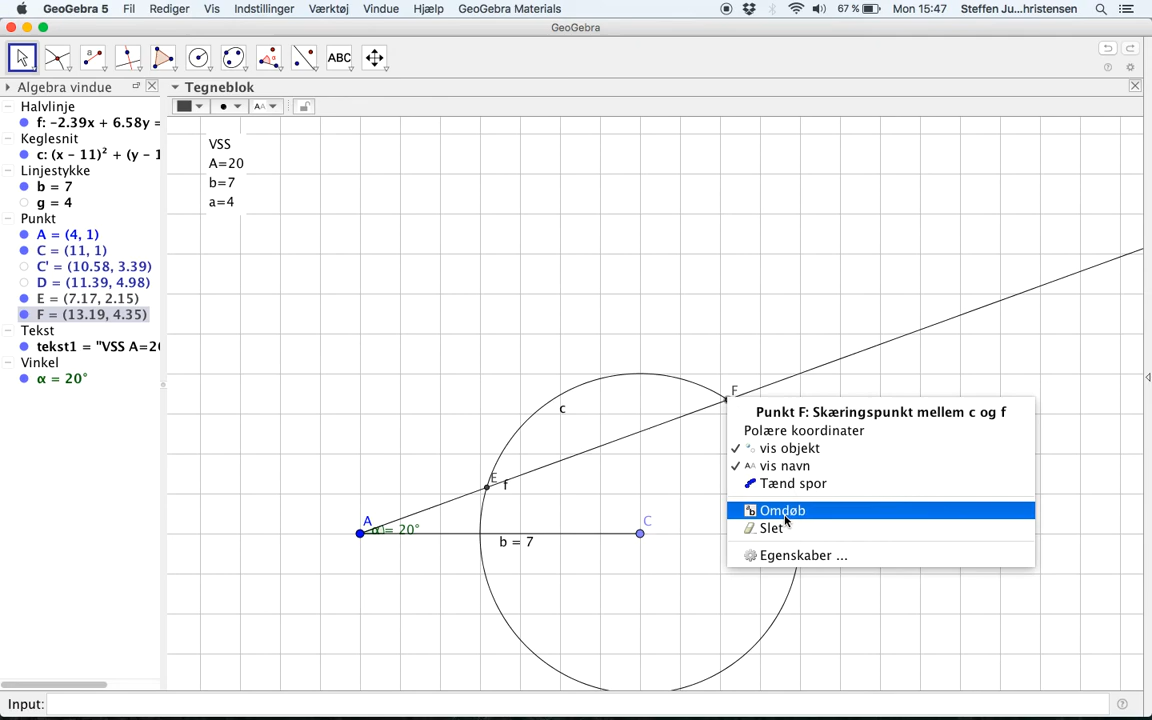 GeoGebra 5 Fil Rediger Vis Indstillinger Værktøj Vindue Hjælp GeoGebra Materials 67 % Mon 15:47 Steffen Ju...hristensen
GeoGebra
ABC
Algebra vindue
Tegneblok
AA
Halvlinje
f: -2.39x + 6.58y =
Keglesnit
c: (x - 11)² + (y - 1
Linjestykke
b = 7
g = 4
Punkt
A = (4, 1)
C = (11, 1)
C' = (10.58, 3.39)
D = (11.39, 4.98)
E = (7.17, 2.15)
F = (13.19, 4.35)
Tekst
tekst1 = "VSS A=20
Vinkel
α = 20°
VSS
A=20
b=7
a=4
F
c
E
f
A
α = 20°
C
b = 7
Punkt F: Skæringspunkt mellem c og f
Polære koordinater
vis objekt
AA vis navn
Tænd spor
Omdøb
Slet
Egenskaber ...
Input: